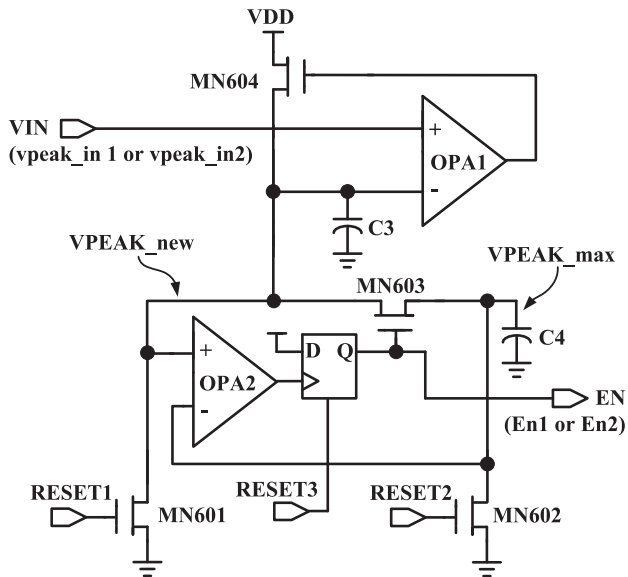 VDD
MN604
VIN
(vpeak_in 1 or vpeak_in2)
+
OPA1
-
C3
VPEAK_new
VPEAK_max
MN603
C4
+
OPA2
-
D Q
EN
(En1 or En2)
RESET1
MN601
RESET3
RESET2
MN602